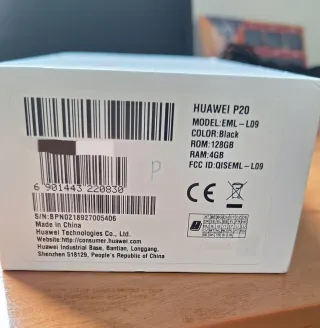 HUAWEI P20
MODEL:EML-L09
COLOR:Black
ROM:128GB
RAM:4GB
FCC ID:QISEML-L09
P
6 901443 220830
CE
S/N:8PN0218927005406
Made in China
Huawei Technologies Co., Ltd.
Website:http://consumer.huawei.com
Huawei Industrial Base, Bantian, Longgang,
Shenzhen 518129, People's Republic of China